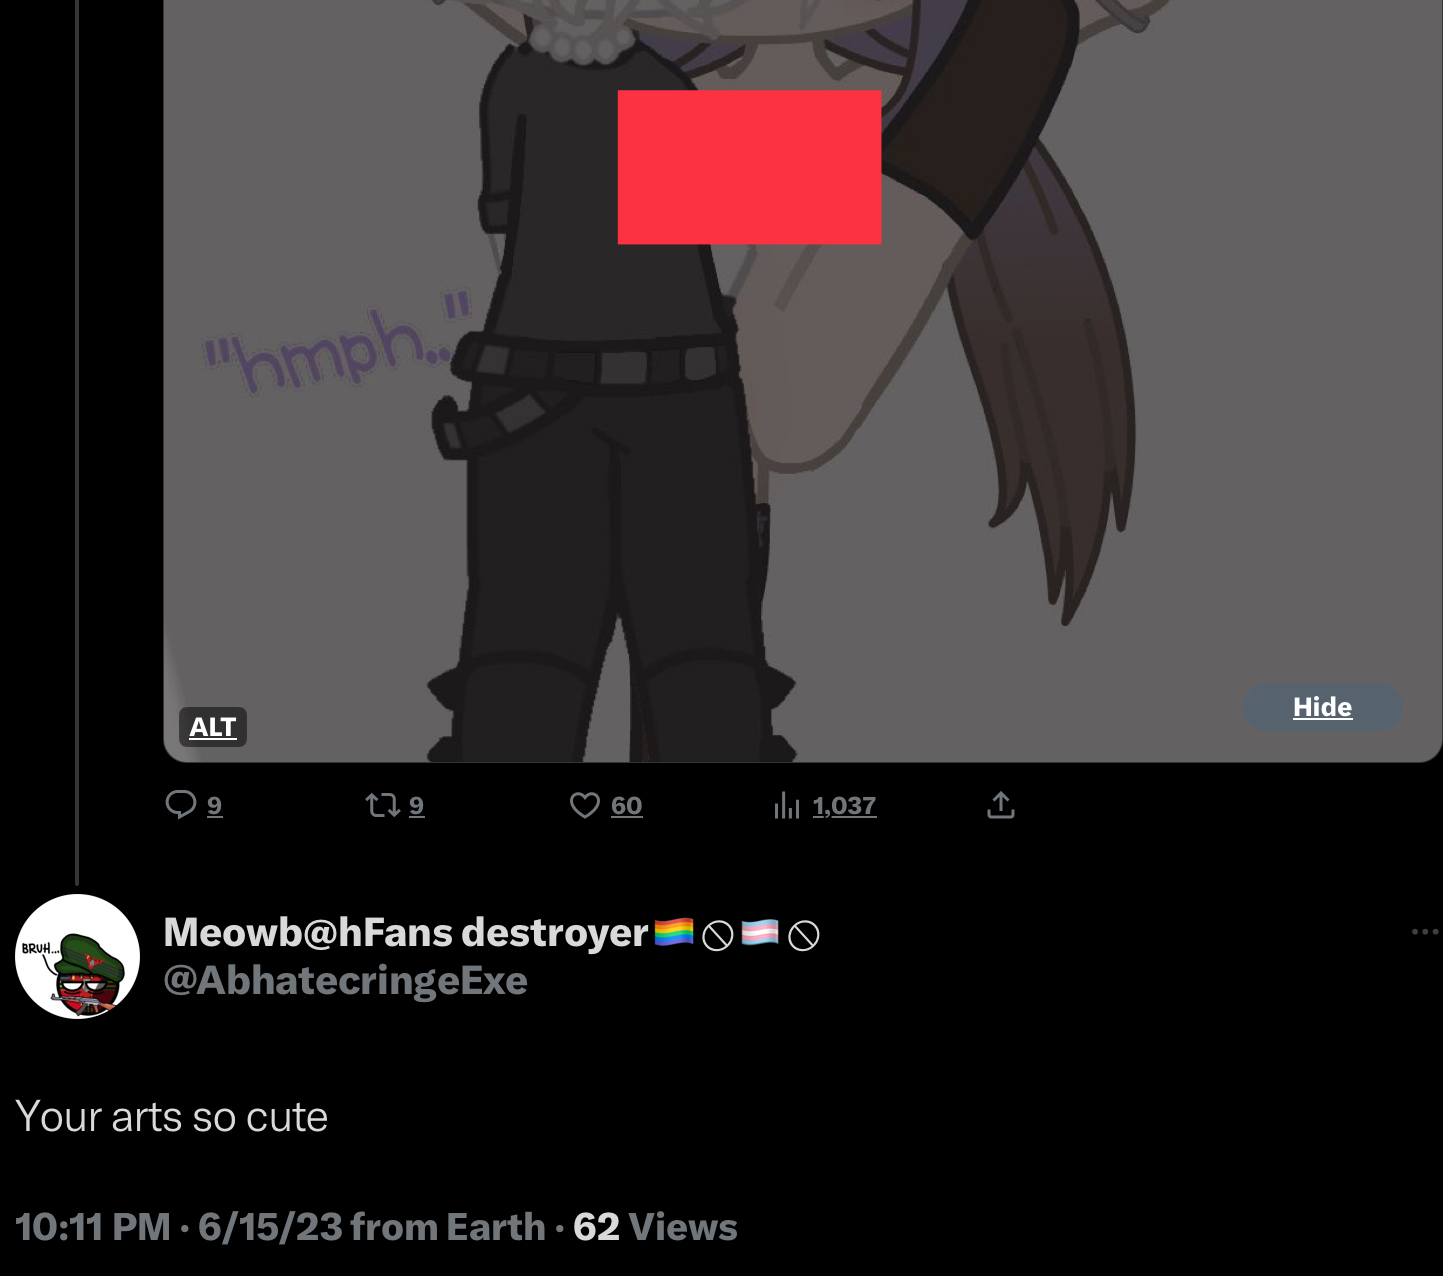 "hmph.."
ALT
Hide
9 9 60 1,037
BRUH...
Meowb@hFans destroyer🏳️‍🌈🚫🏳️‍⚧️🚫
@AbhatecringeExe
Your arts so cute
10:11 PM · 6/15/23 from Earth · 62 Views